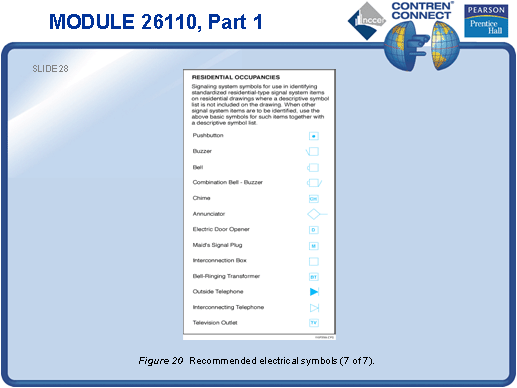 MODULE 26110, Part 1
nccer
CONTREN®
CONNECT
PEARSON
Prentice
Hall
SLIDE 28
RESIDENTIAL OCCUPANCIES
Signaling system symbols for use in identifying
standardized residential-type signal system items
on residential drawings where a descriptive symbol
list is not included on the drawing. When other
signal system items are to be identified, use the
above basic symbols for such items together with
a descriptive symbol list.
Pushbutton
Buzzer
Bell
Combination Bell - Buzzer
Chime CH
Annunciator
Electric Door Opener D
Maid's Signal Plug M
Interconnection Box
Bell-Ringing Transformer BT
Outside Telephone
Interconnecting Telephone
Television Outlet TV
Figure 20 Recommended electrical symbols (7 of 7).